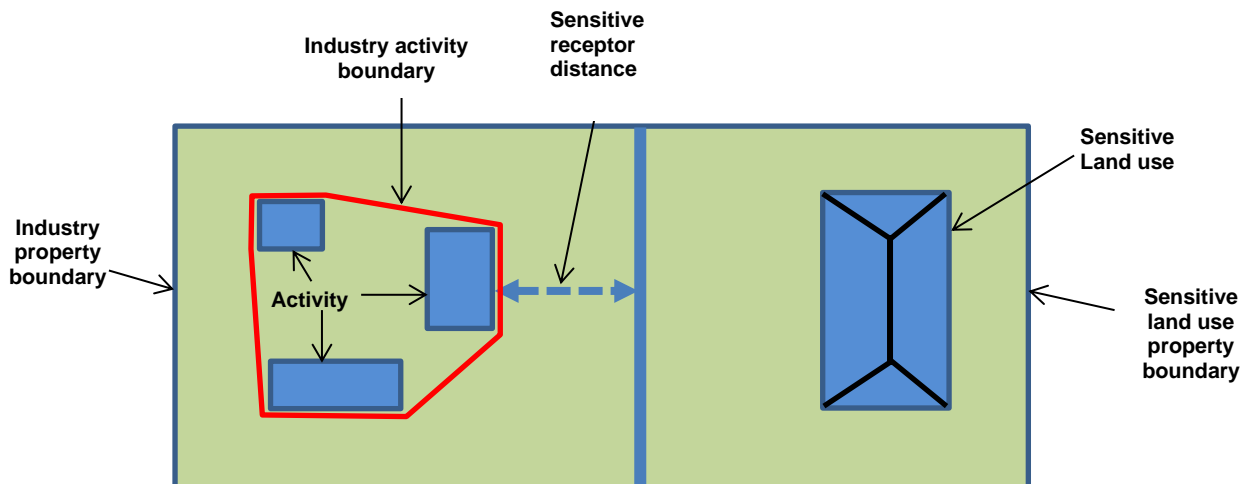 Sensitive
receptor
distance
Industry activity
boundary
Sensitive
Land use
Industry
property
boundary
Activity
Sensitive
land use
property
boundary